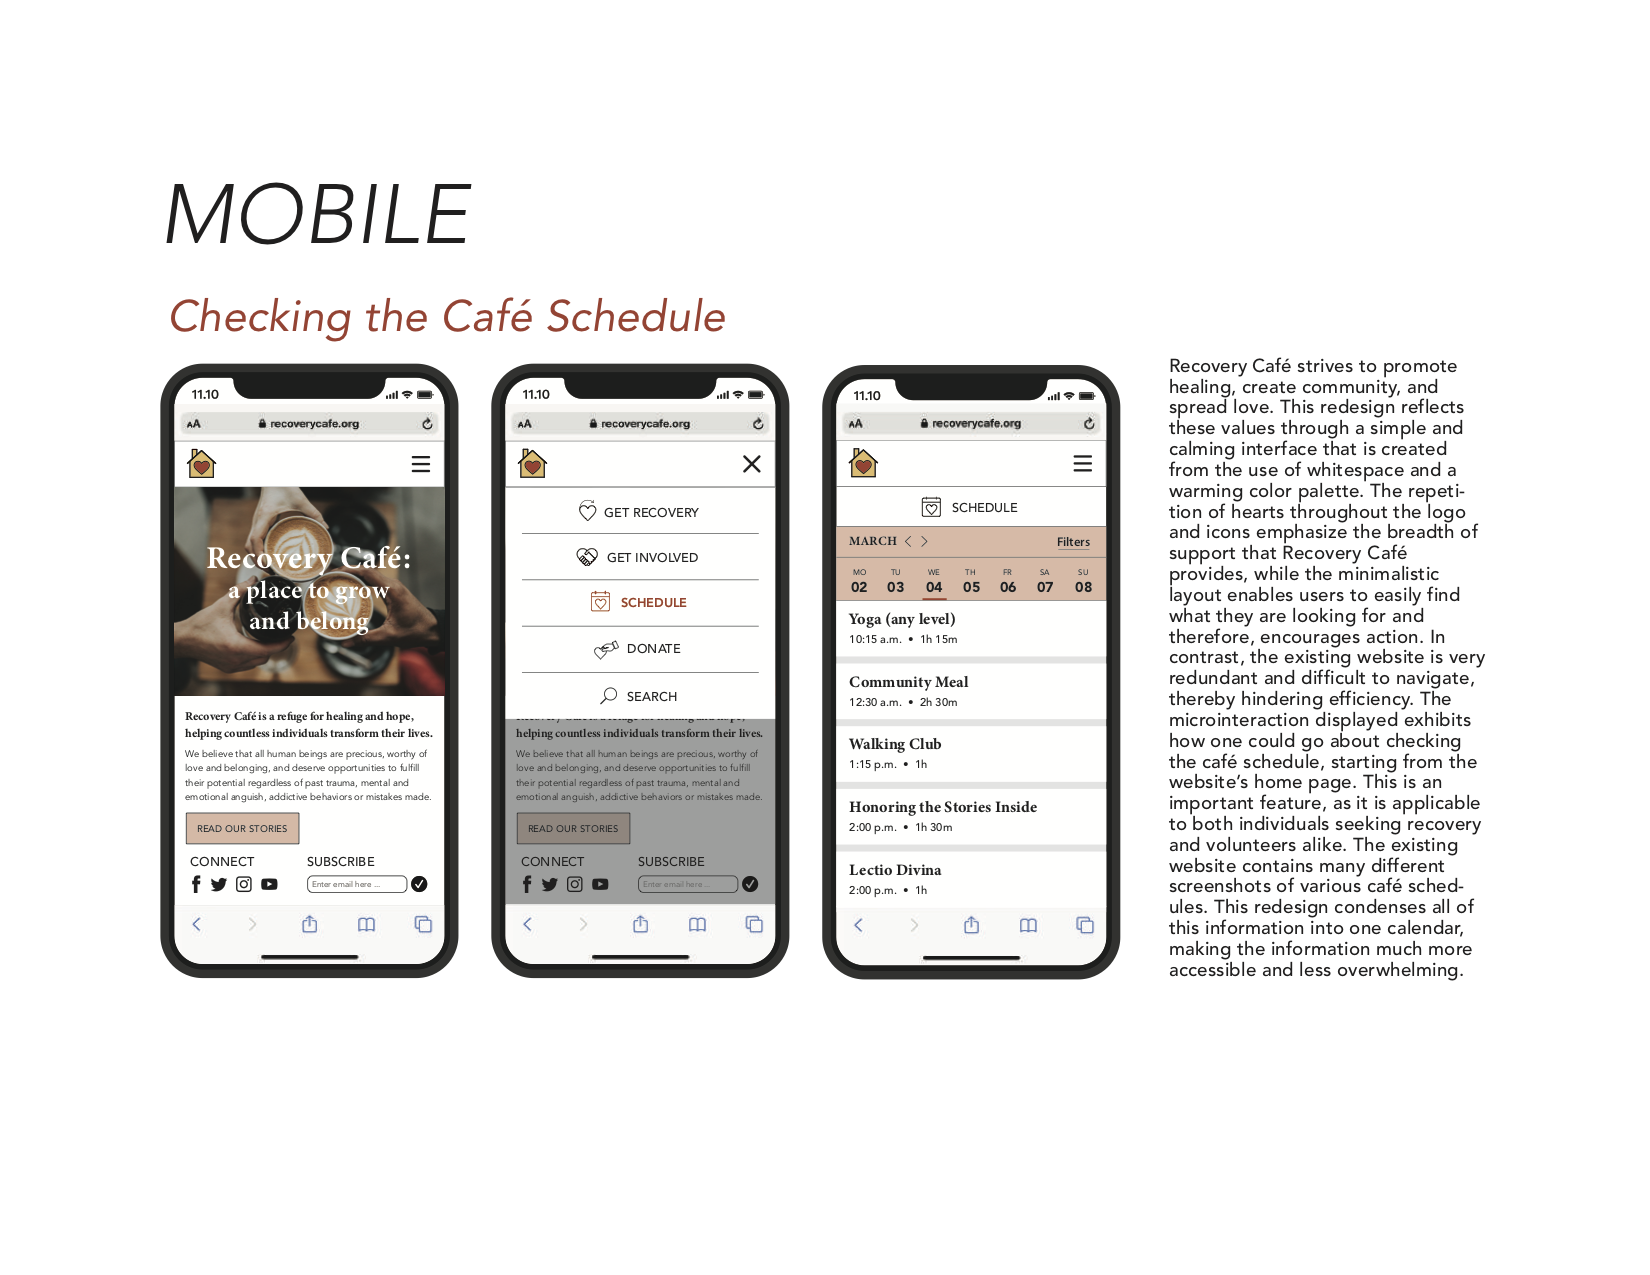 MOBILE
Checking the Café Schedule
11.10
AA
recoverycafe.org
Recovery Café:
a place to grow
and belong
Recovery Café is a refuge for healing and hope,
helping countless individuals transform their lives.
We believe that all human beings are precious, worthy of
love and belonging, and deserve opportunities to fulfill
their potential regardless of past trauma, mental and
emotional anguish, addictive behaviors or mistakes made.
READ OUR STORIES
CONNECT SUBSCRIBE
Enter email here ...
11.10
AA
recoverycafe.org
GET RECOVERY
GET INVOLVED
SCHEDULE
DONATE
SEARCH
Recovery Café is a refuge for healing and hope,
helping countless individuals transform their lives.
We believe that all human beings are precious, worthy of
love and belonging, and deserve opportunities to fulfill
their potential regardless of past trauma, mental and
emotional anguish, addictive behaviors or mistakes made.
READ OUR STORIES
CONNECT SUBSCRIBE
Enter email here ...
11.10
AA
recoverycafe.org
SCHEDULE
MARCH < > Filters
MO TU WE TH FR SA SU
02 03 04 05 06 07 08
Yoga (any level)
10:15 a.m. • 1h 15m
Community Meal
12:30 a.m. • 2h 30m
Walking Club
1:15 p.m. • 1h
Honoring the Stories Inside
2:00 p.m. • 1h 30m
Lectio Divina
2:00 p.m. • 1h
Recovery Café strives to promote
healing, create community, and
spread love. This redesign reflects
these values through a simple and
calming interface that is created
from the use of whitespace and a
warming color palette. The repeti-
tion of hearts throughout the logo
and icons emphasize the breadth of
support that Recovery Café
provides, while the minimalistic
layout enables users to easily find
what they are looking for and
therefore, encourages action. In
contrast, the existing website is very
redundant and difficult to navigate,
thereby hindering efficiency. The
microinteraction displayed exhibits
how one could go about checking
the café schedule, starting from the
website's home page. This is an
important feature, as it is applicable
to both individuals seeking recovery
and volunteers alike. The existing
website contains many different
screenshots of various café sched-
ules. This redesign condenses all of
this information into one calendar,
making the information much more
accessible and less overwhelming.